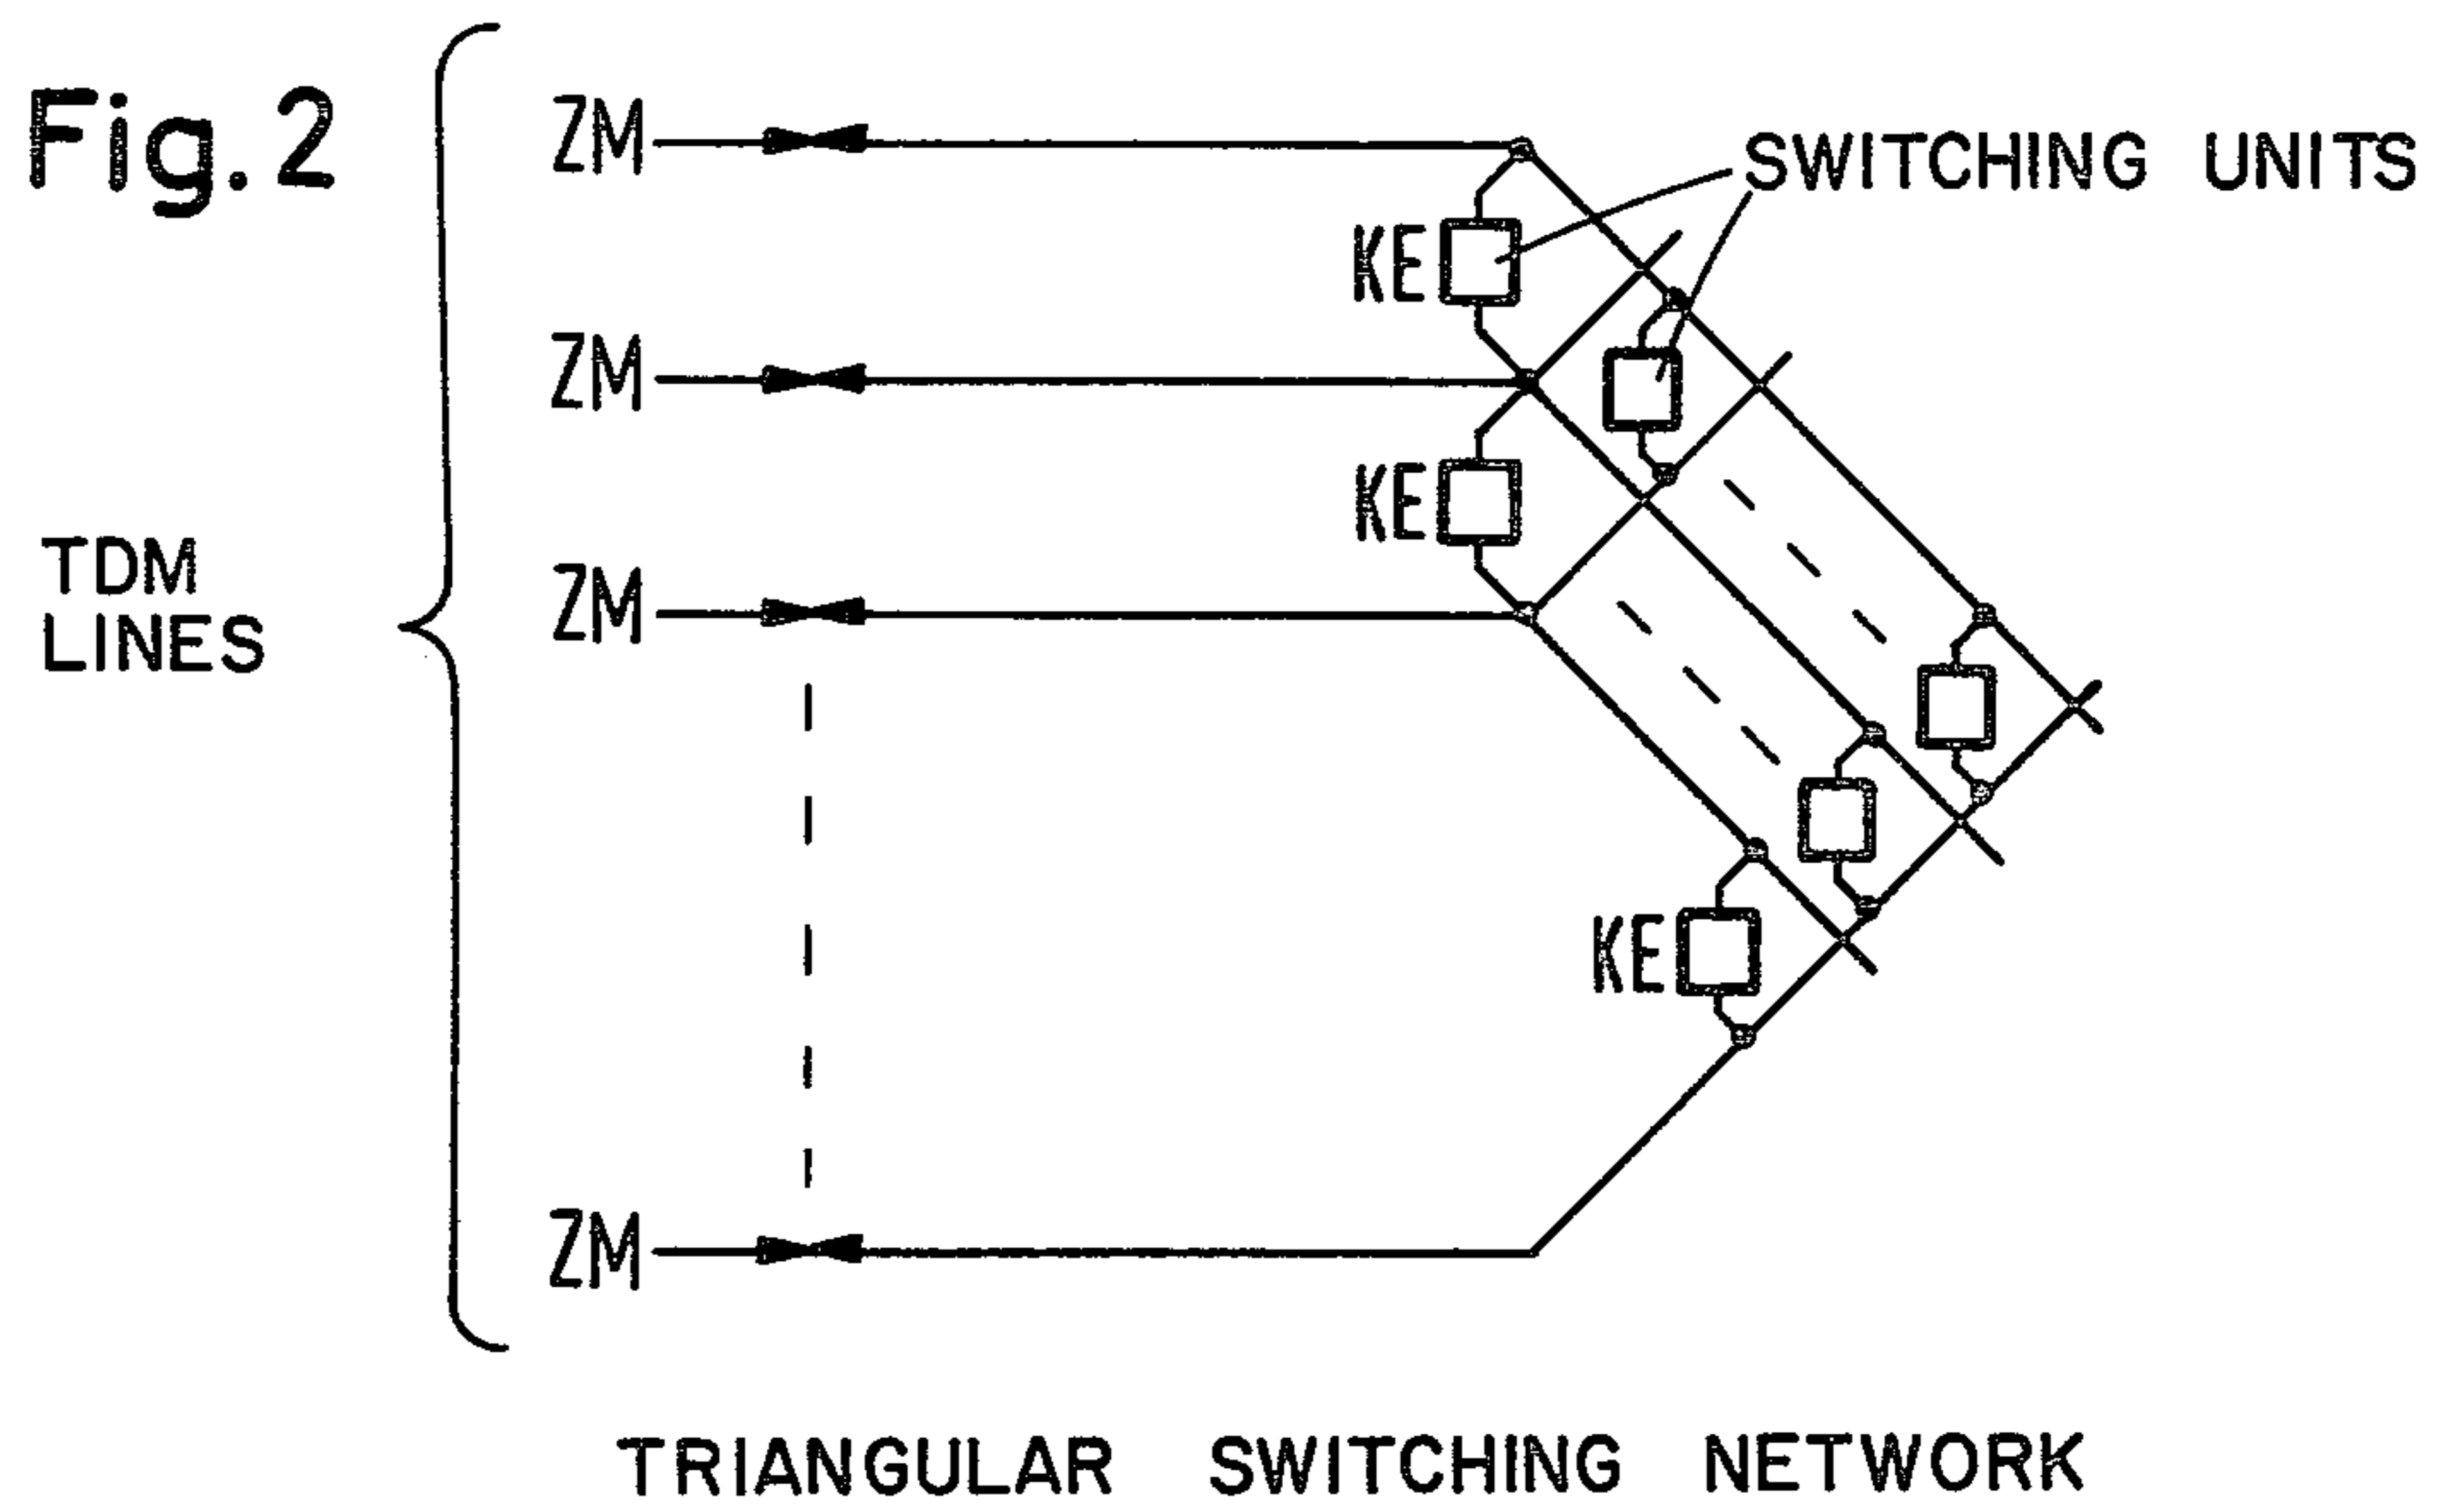 Fig.2
ZM
SWITCHING UNITS
KE
ZM
KE
TDM
LINES
ZM
KE
ZM
TRIANGULAR SWITCHING NETWORK